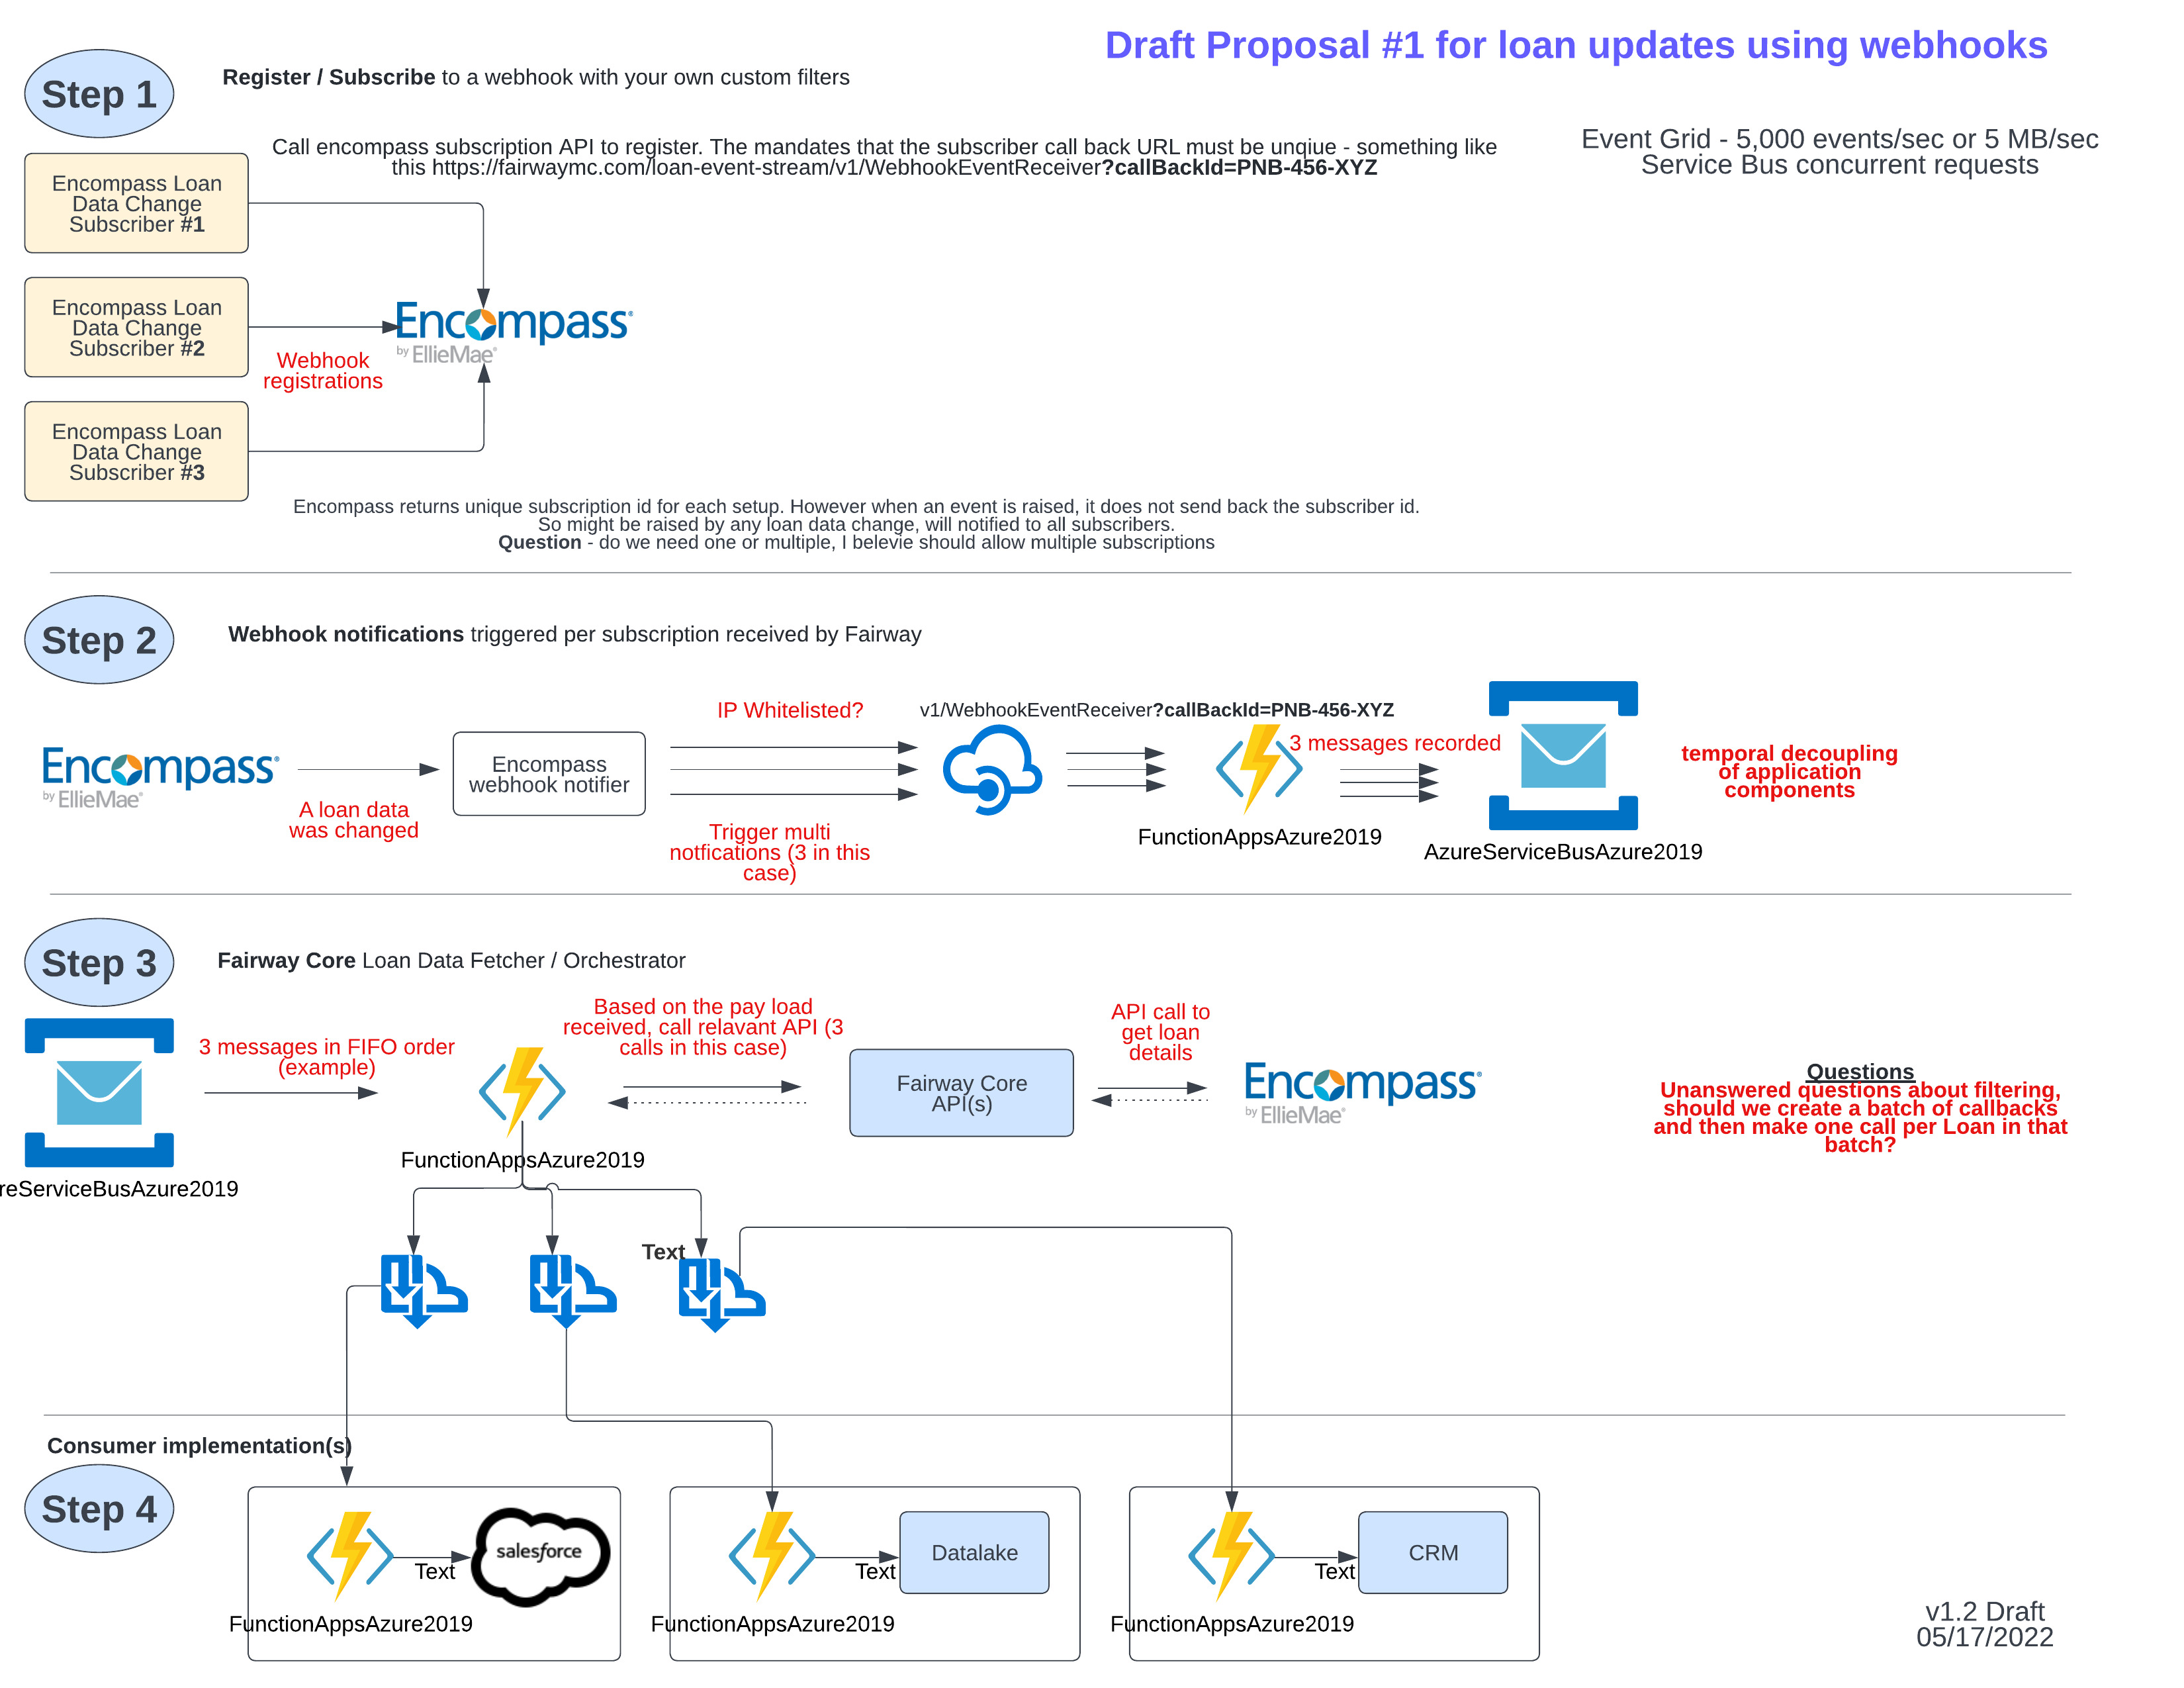 Draft Proposal #1 for loan updates using webhooks
Step 1
Register / Subscribe to a webhook with your own custom filters
Call encompass subscription API to register. The mandates that the subscriber call back URL must be unqiue - something like
this https://fairwaymc.com/loan-event-stream/v1/WebhookEventReceiver?callBackId=PNB-456-XYZ
Event Grid - 5,000 events/sec or 5 MB/sec
Service Bus concurrent requests
Encompass Loan
Data Change
Subscriber #1
Encompass Loan
Data Change
Subscriber #2
Encompass®
by EllieMae®
Webhook
registrations
Encompass Loan
Data Change
Subscriber #3
Encompass returns unique subscription id for each setup. However when an event is raised, it does not send back the subscriber id.
So might be raised by any loan data change, will notified to all subscribers.
Question - do we need one or multiple, I belevie should allow multiple subscriptions
Step 2
Webhook notifications triggered per subscription received by Fairway
IP Whitelisted?
v1/WebhookEventReceiver?callBackId=PNB-456-XYZ
Encompass®
by EllieMae®
A loan data
was changed
Encompass
webhook notifier
Trigger multi
notfications (3 in this
case)
3 messages recorded
FunctionAppsAzure2019
AzureServiceBusAzure2019
temporal decoupling
of application
components
Step 3
Fairway Core Loan Data Fetcher / Orchestrator
3 messages in FIFO order
(example)
Based on the pay load
received, call relavant API (3
calls in this case)
API call to
get loan
details
Fairway Core
API(s)
Encompass®
by EllieMae®
Questions
Unanswered questions about filtering,
should we create a batch of callbacks
and then make one call per Loan in that
batch?
FunctionAppsAzure2019
reServiceBusAzure2019
Text
Consumer implementation(s)
Step 4
salesforce
Text
FunctionAppsAzure2019
Datalake
Text
FunctionAppsAzure2019
CRM
Text
FunctionAppsAzure2019
v1.2 Draft
05/17/2022